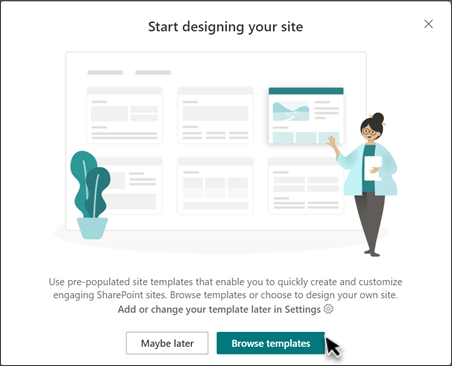 Start designing your site
Use pre-populated site templates that enable you to quickly create and customize
engaging SharePoint sites. Browse templates or choose to design your own site.
Add or change your template later in Settings
Maybe later
Browse templates